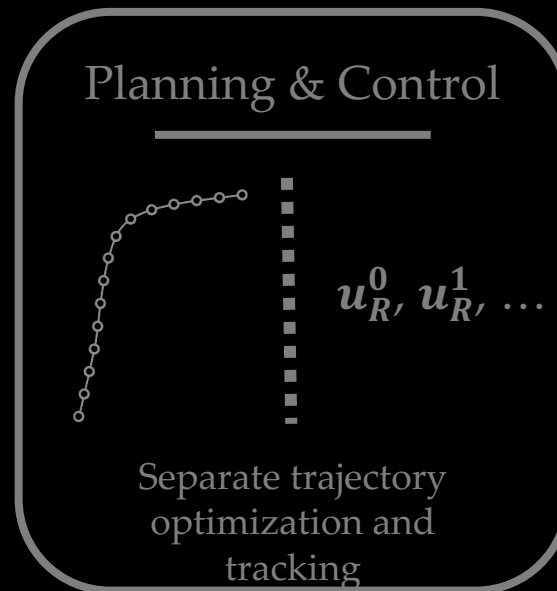 Planning & Control
u_R^0, u_R^1, …
Separate trajectory
optimization and
tracking